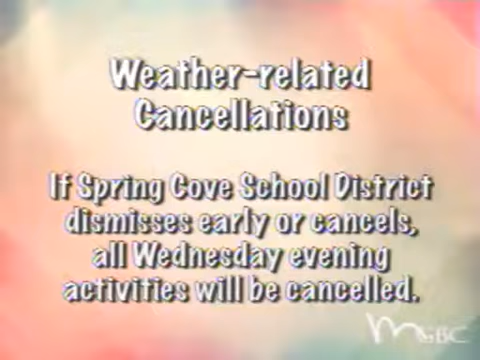 Weather-related
Cancellations
If Spring Cove School District
dismisses early or cancels,
all Wednesday evening
activities will be cancelled.